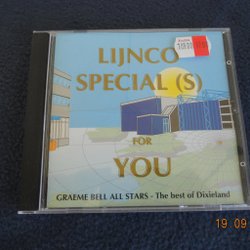 LIJNCO
SPECIAL (S)
FOR
YOU
GRAEME BELL ALL STARS - The best of Dixieland
19 09